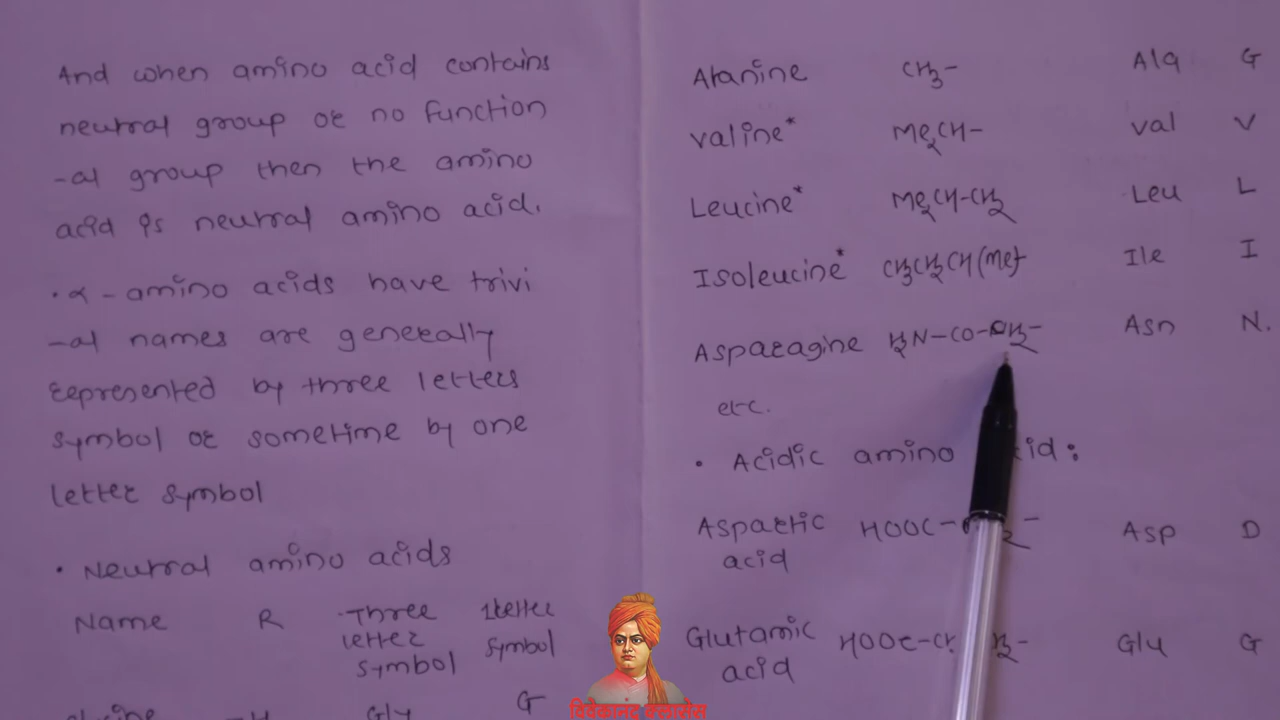 And when amino acid contains
neutral group or no function
-al group then the amino
acid is neutral amino acid.
· α - amino acids have trivi
-al names are generally
represented by three letters
symbol or sometime by one
letter symbol
· Neutral amino acids
Name R Three letter symbol 1letter symbol
glycine -H Gly G
Alanine CH3- Ala G
valine* Me2CH- val V
Leucine* Me2CH-CH2 Leu L
Isoleucine* CH3CH2CH(Me)- Ile I
Asparagine H2N-CO-CH2- Asn N.
etc.
· Acidic amino acid:
Aspartic acid HOOC- Asp D
Glutamic acid HOOC- Glu G
विवेकानंद क्लासेस